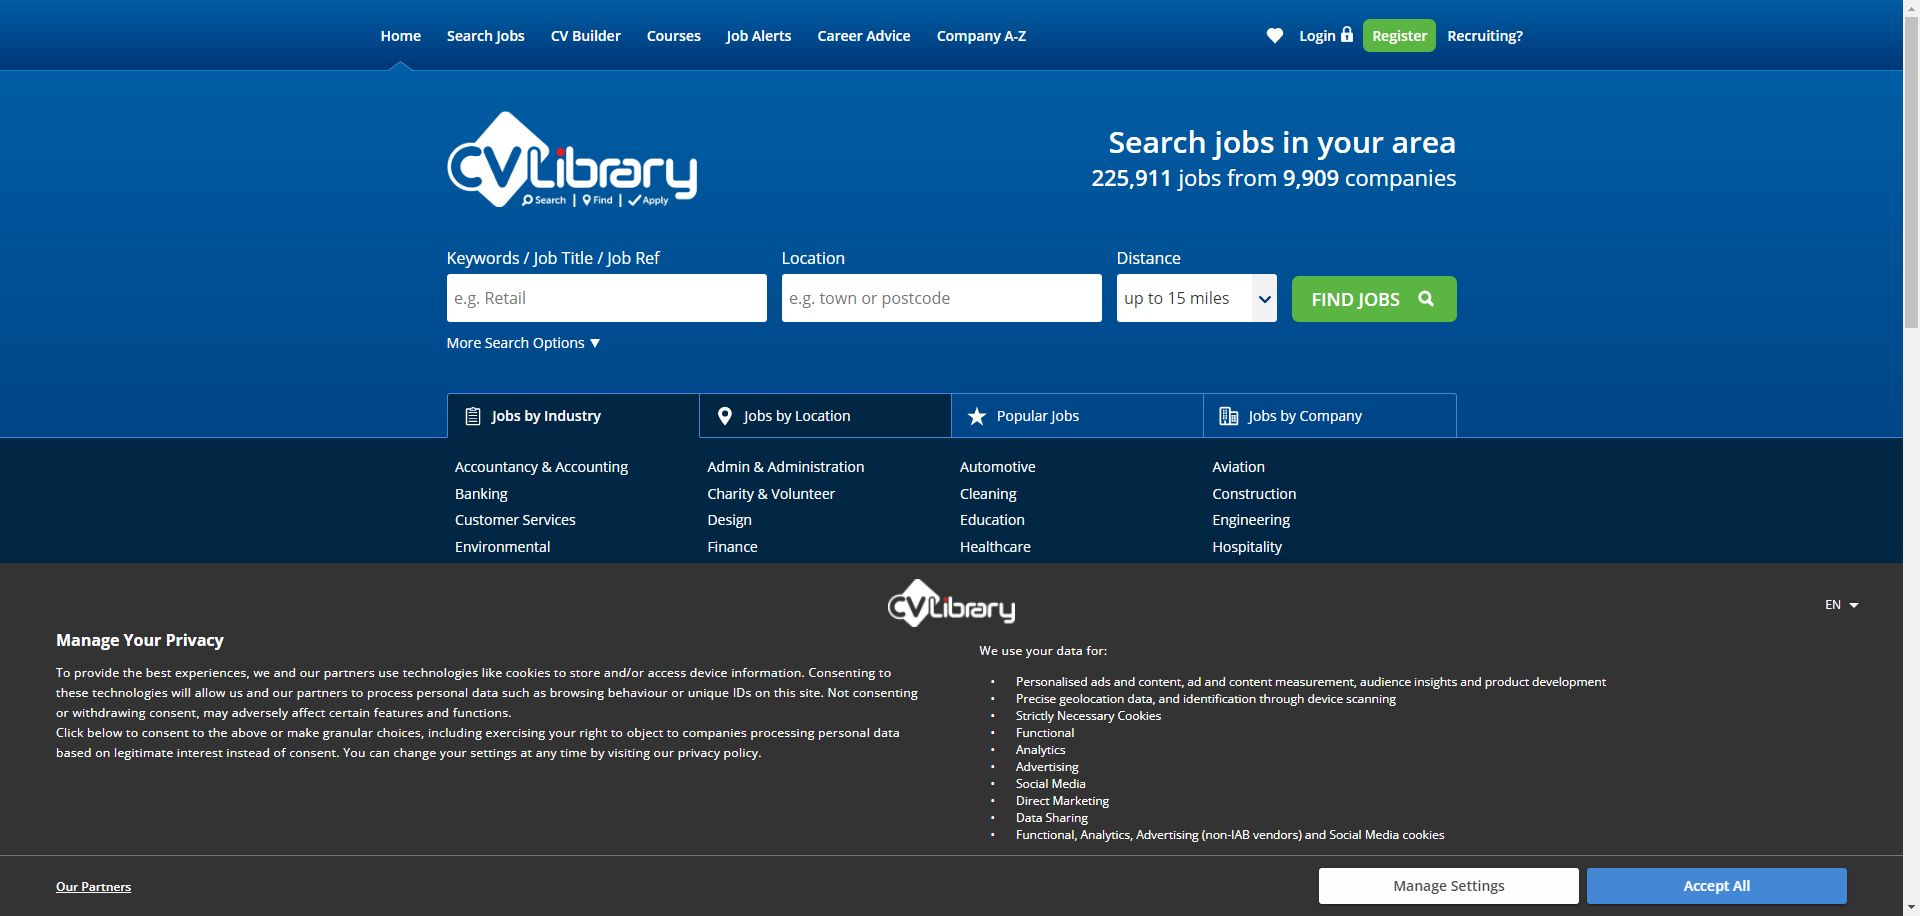 Home Search Jobs CV Builder Courses Job Alerts Career Advice Company A-Z Login Register Recruiting?
CV Library
Search | Find | Apply
Search jobs in your area
225,911 jobs from 9,909 companies
Keywords / Job Title / Job Ref Location Distance
e.g. Retail e.g. town or postcode up to 15 miles FIND JOBS
More Search Options ▼
Jobs by Industry Jobs by Location Popular Jobs Jobs by Company
Accountancy & Accounting Admin & Administration Automotive Aviation
Banking Charity & Volunteer Cleaning Construction
Customer Services Design Education Engineering
Environmental Finance Healthcare Hospitality
CV Library
EN
Manage Your Privacy
To provide the best experiences, we and our partners use technologies like cookies to store and/or access device information. Consenting to
these technologies will allow us and our partners to process personal data such as browsing behaviour or unique IDs on this site. Not consenting
or withdrawing consent, may adversely affect certain features and functions.
Click below to consent to the above or make granular choices, including exercising your right to object to companies processing personal data
based on legitimate interest instead of consent. You can change your settings at any time by visiting our privacy policy.
We use your data for:
• Personalised ads and content, ad and content measurement, audience insights and product development
• Precise geolocation data, and identification through device scanning
• Strictly Necessary Cookies
• Functional
• Analytics
• Advertising
• Social Media
• Direct Marketing
• Data Sharing
• Functional, Analytics, Advertising (non-IAB vendors) and Social Media cookies
Our Partners Manage Settings Accept All